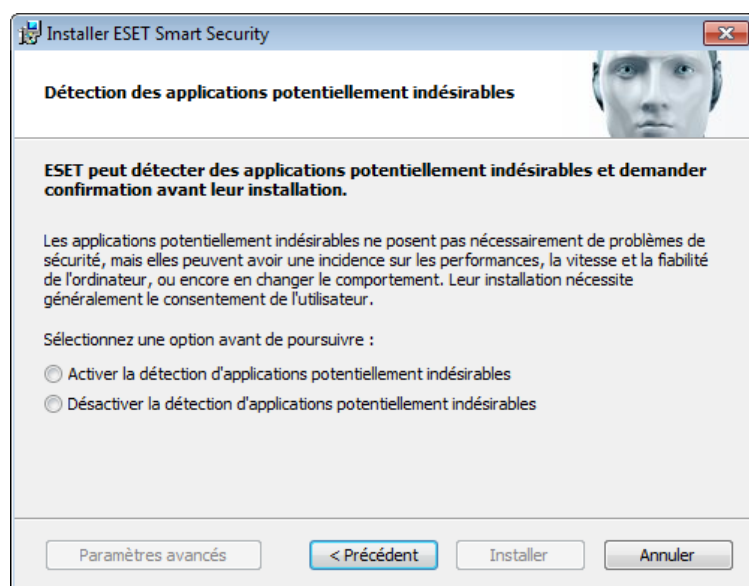 Installer ESET Smart Security
Détection des applications potentiellement indésirables
ESET peut détecter des applications potentiellement indésirables et demander
confirmation avant leur installation.
Les applications potentiellement indésirables ne posent pas nécessairement de problèmes de
sécurité, mais elles peuvent avoir une incidence sur les performances, la vitesse et la fiabilité
de l'ordinateur, ou encore en changer le comportement. Leur installation nécessite
généralement le consentement de l'utilisateur.
Sélectionnez une option avant de poursuivre :
Activer la détection d'applications potentiellement indésirables
Désactiver la détection d'applications potentiellement indésirables
Paramètres avancés
< Précédent
Installer
Annuler